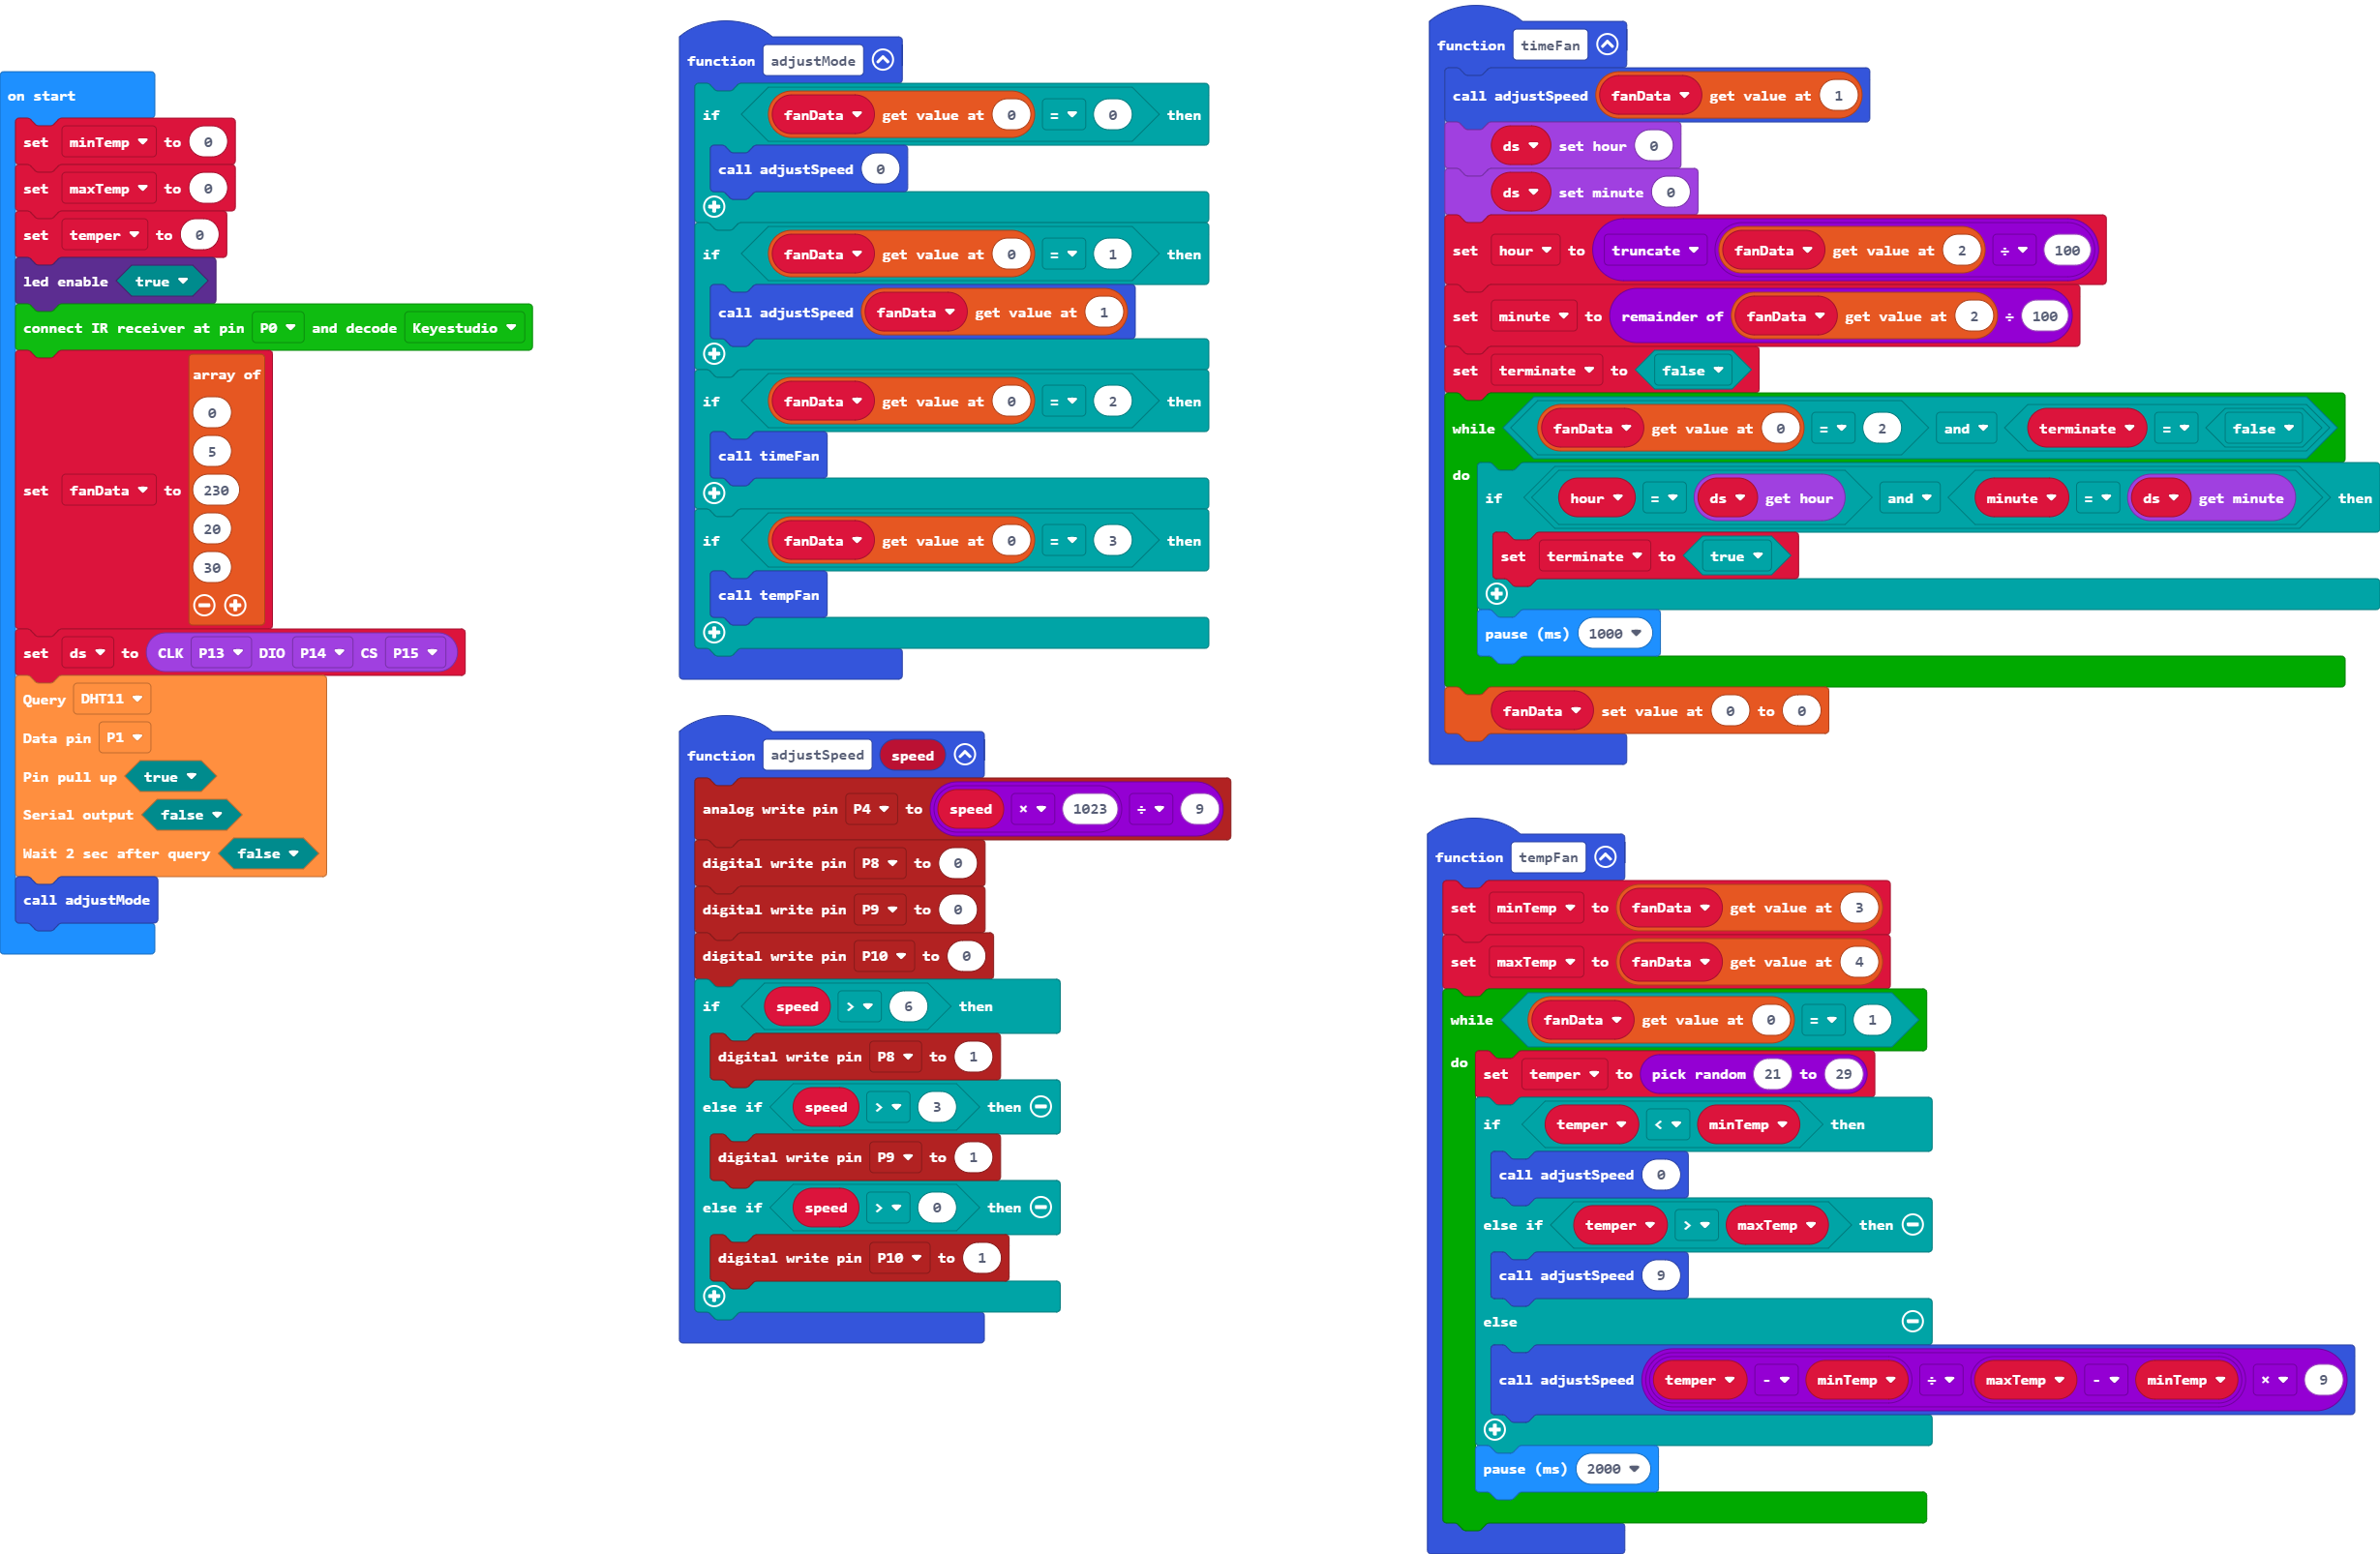 on start
set minTemp to 0
set maxTemp to 0
set temper to 0
led enable true
connect IR receiver at pin P0 and decode Keyestudio
set fanData to array of
0
5
230
20
30
set ds to CLK P13 DIO P14 CS P15
Query DHT11
Data pin P1
Pin pull up true
Serial output false
Wait 2 sec after query false
call adjustMode
function adjustMode
if fanData get value at 0 = 0 then
call adjustSpeed 0
if fanData get value at 0 = 1 then
call adjustSpeed fanData get value at 1
if fanData get value at 0 = 2 then
call timeFan
if fanData get value at 0 = 3 then
call tempFan
function adjustSpeed speed
analog write pin P4 to speed × 1023 ÷ 9
digital write pin P8 to 0
digital write pin P9 to 0
digital write pin P10 to 0
if speed > 6 then
digital write pin P8 to 1
else if speed > 3 then
digital write pin P9 to 1
else if speed > 0 then
digital write pin P10 to 1
function timeFan
call adjustSpeed fanData get value at 1
ds set hour 0
ds set minute 0
set hour to truncate fanData get value at 2 ÷ 100
set minute to remainder of fanData get value at 2 ÷ 100
set terminate to false
while fanData get value at 0 = 2 and terminate = false
do
if hour = ds get hour and minute = ds get minute then
set terminate to true
pause (ms) 1000
fanData set value at 0 to 0
function tempFan
set minTemp to fanData get value at 3
set maxTemp to fanData get value at 4
while fanData get value at 0 = 1
do set temper to pick random 21 to 29
if temper < minTemp then
call adjustSpeed 0
else if temper > maxTemp then
call adjustSpeed 9
else
call adjustSpeed temper - minTemp ÷ maxTemp - minTemp × 9
pause (ms) 2000